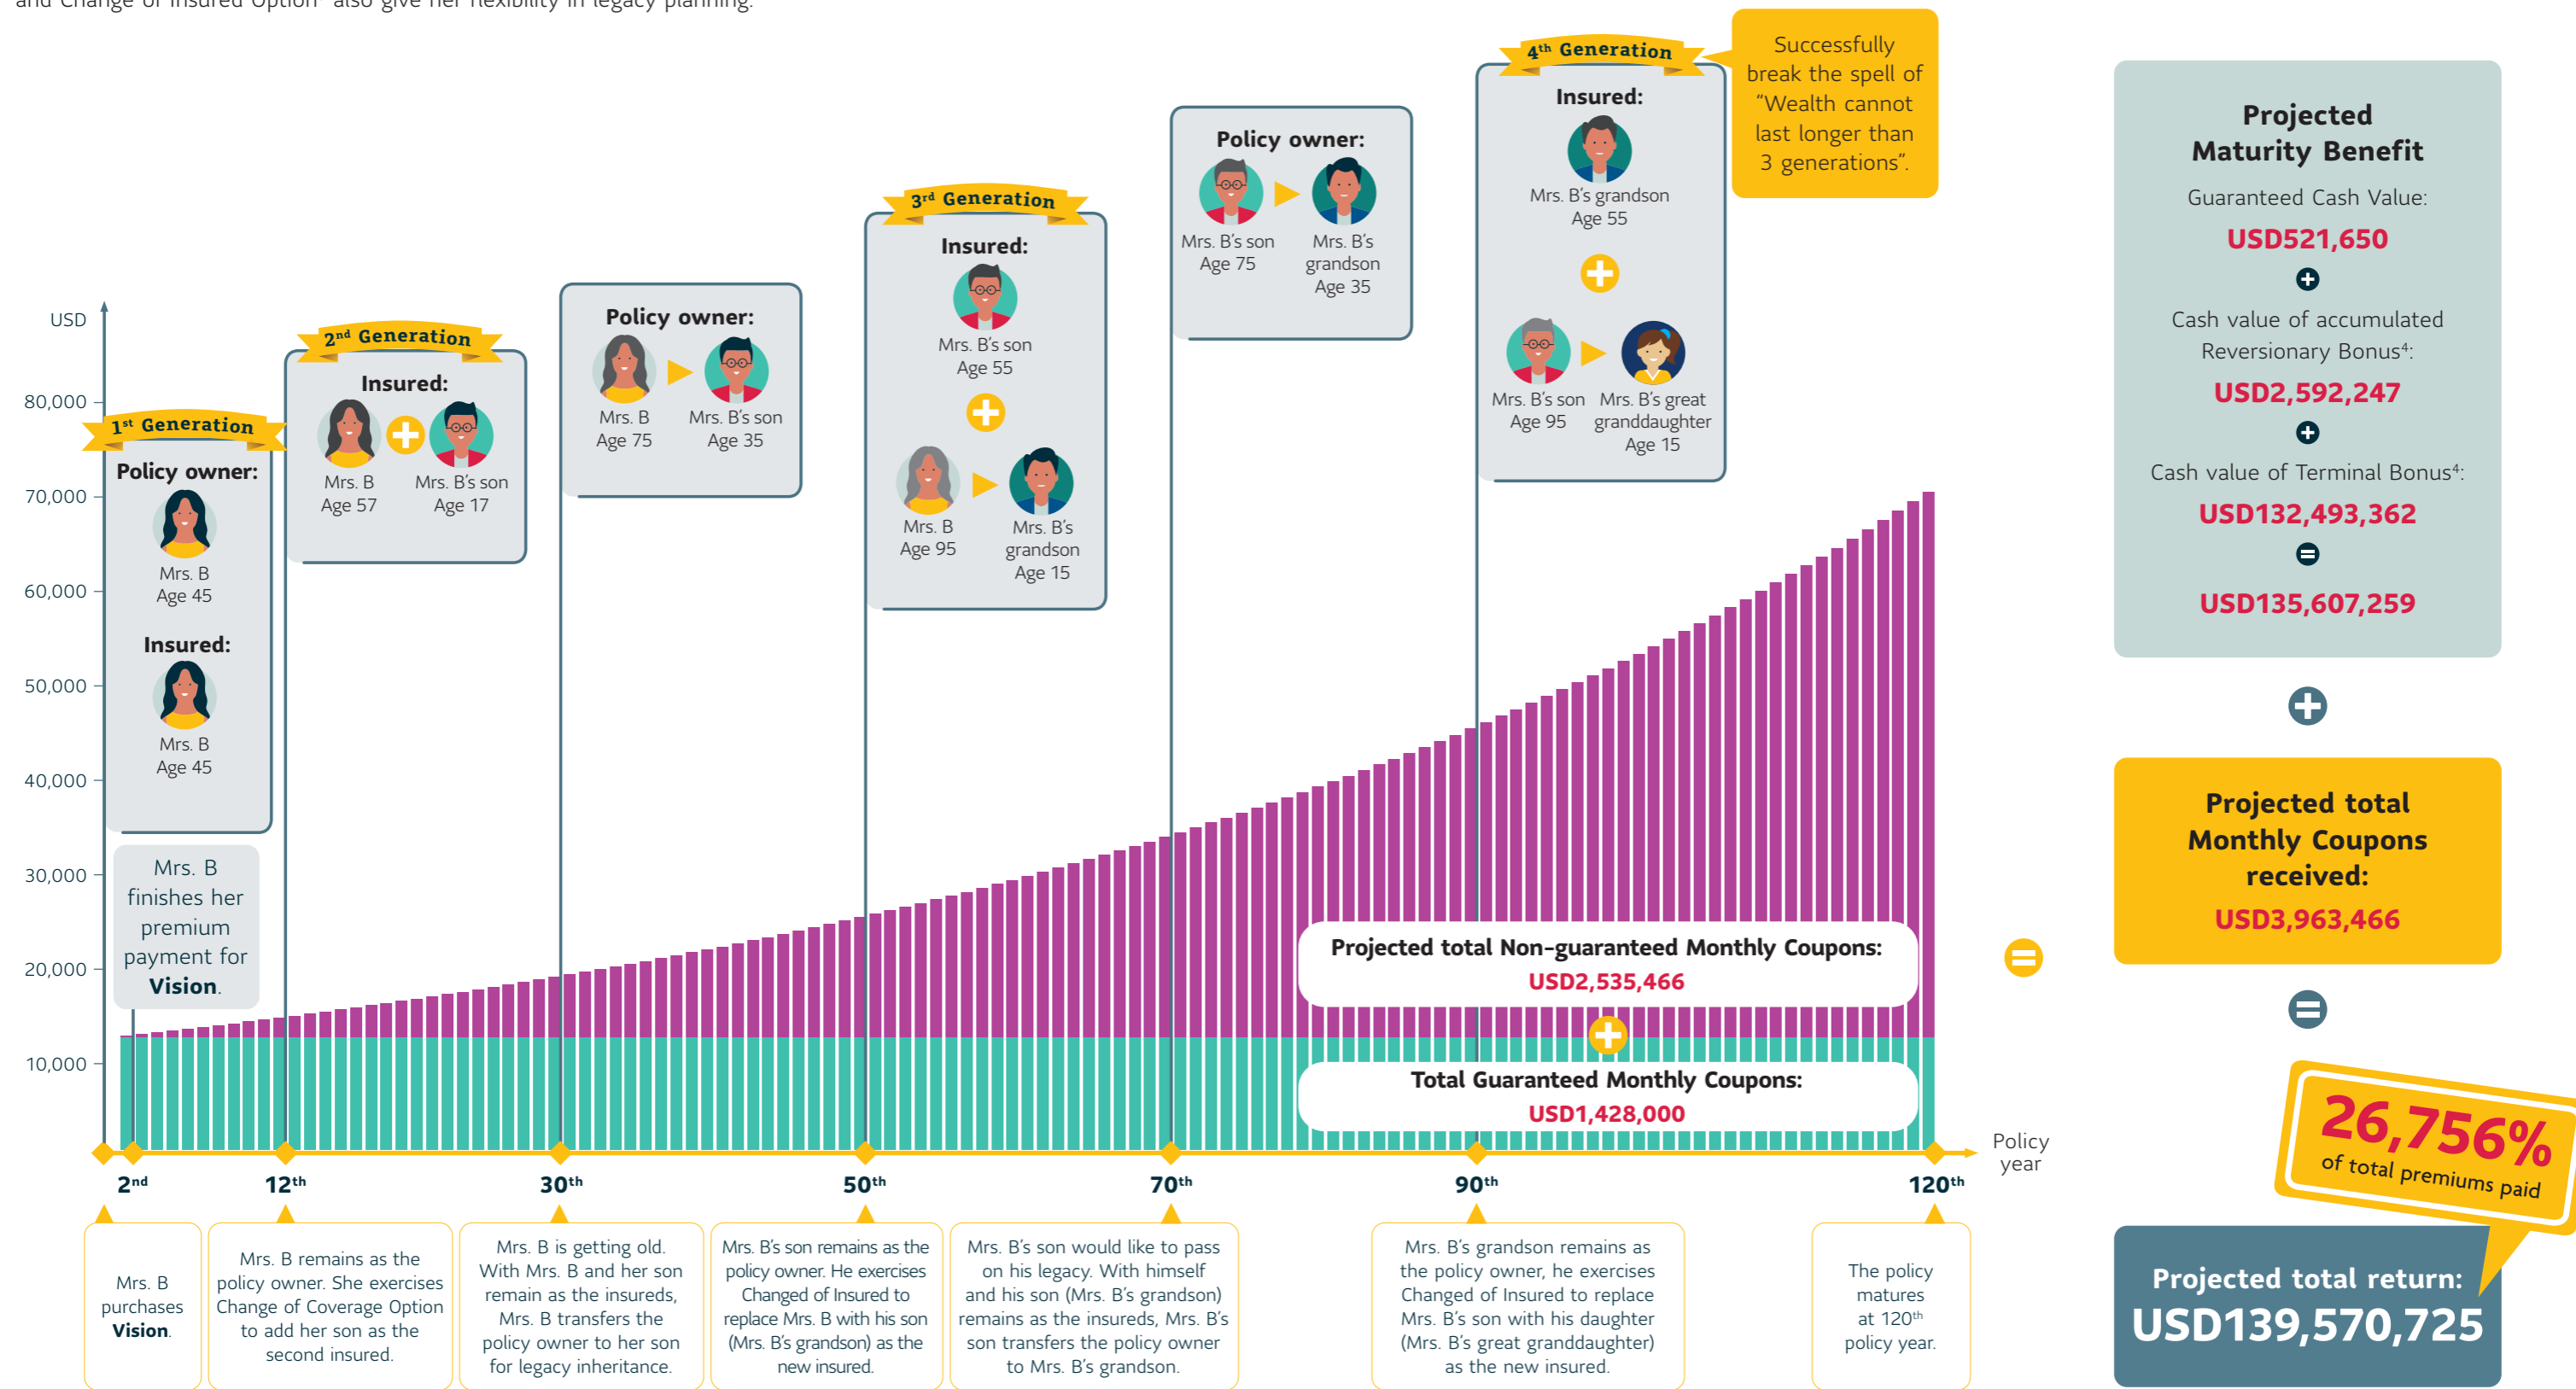 and Change of Insured Option⁴ also give her flexibility in legacy planning.
1st Generation
Policy owner:
Mrs. B
Age 45
Insured:
Mrs. B
Age 45
Mrs. B
finishes her
premium
payment for
Vision.
2nd Generation
Insured:
Mrs. B
Age 57
+
Mrs. B's son
Age 17
Policy owner:
Mrs. B
Age 75
Mrs. B's son
Age 35
3rd Generation
Insured:
Mrs. B's son
Age 55
+
Mrs. B
Age 95
Mrs. B's
grandson
Age 15
Policy owner:
Mrs. B's son
Age 75
Mrs. B's
grandson
Age 35
4th Generation
Insured:
Mrs. B's grandson
Age 55
+
Mrs. B's son
Age 95
Mrs. B's great
granddaughter
Age 15
Successfully
break the spell of
"Wealth cannot
last longer than
3 generations".
USD
80,000
70,000
60,000
50,000
40,000
30,000
20,000
10,000
Projected total Non-guaranteed Monthly Coupons:
USD2,535,466
+
Total Guaranteed Monthly Coupons:
USD1,428,000
=
Policy
year
2nd
12th
30th
50th
70th
90th
120th
Mrs. B
purchases
Vision.
Mrs. B remains as the
policy owner. She exercises
Change of Coverage Option
to add her son as the
second insured.
Mrs. B is getting old.
With Mrs. B and her son
remain as the insureds,
Mrs. B transfers the
policy owner to her son
for legacy inheritance.
Mrs. B's son remains as the
policy owner. He exercises
Changed of Insured to
replace Mrs. B with his son
(Mrs. B's grandson) as the
new insured.
Mrs. B's son would like to pass
on his legacy. With himself
and his son (Mrs. B's grandson)
remains as the insureds, Mrs. B's
son transfers the policy owner
to Mrs. B's grandson.
Mrs. B's grandson remains as
the policy owner, he exercises
Changed of Insured to replace
Mrs. B's son with his daughter
(Mrs. B's great granddaughter)
as the new insured.
The policy
matures
at 120th
policy year.
Projected
Maturity Benefit
Guaranteed Cash Value:
USD521,650
+
Cash value of accumulated
Reversionary Bonus⁴:
USD2,592,247
+
Cash value of Terminal Bonus⁴:
USD132,493,362
=
USD135,607,259
+
Projected total
Monthly Coupons
received:
USD3,963,466
=
26,756%
of total premiums paid
Projected total return:
USD139,570,725